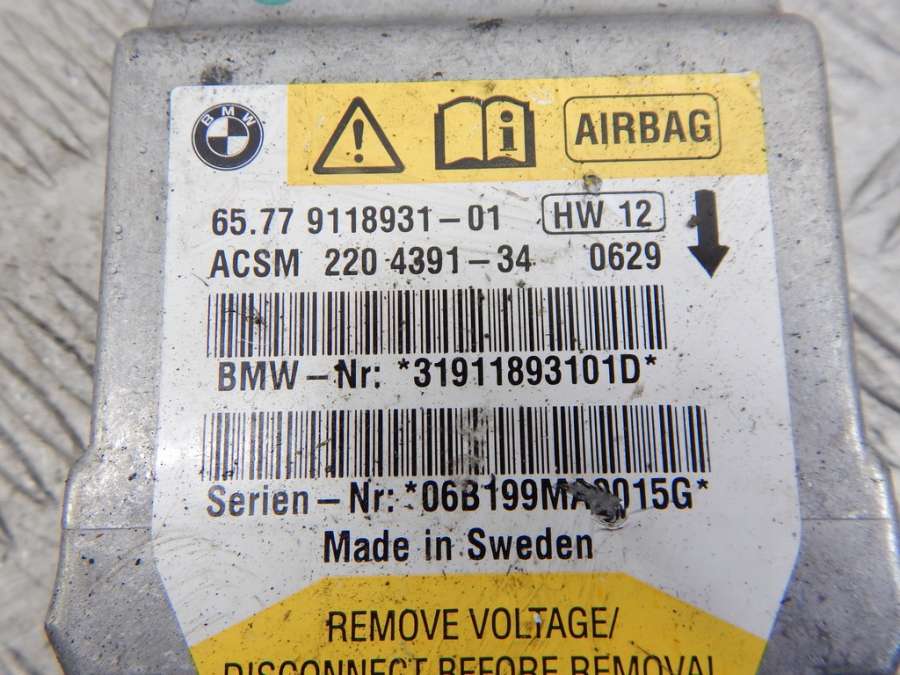 BMW
AIRBAG
65.77 9118931-01 HW 12
ACSM 220 4391-34 0629
BMW-Nr: *31911893101D*
Serien-Nr:
Made in Sweden
REMOVE VOLTAGE/
DISCONNECT BEFORE REMOVAL